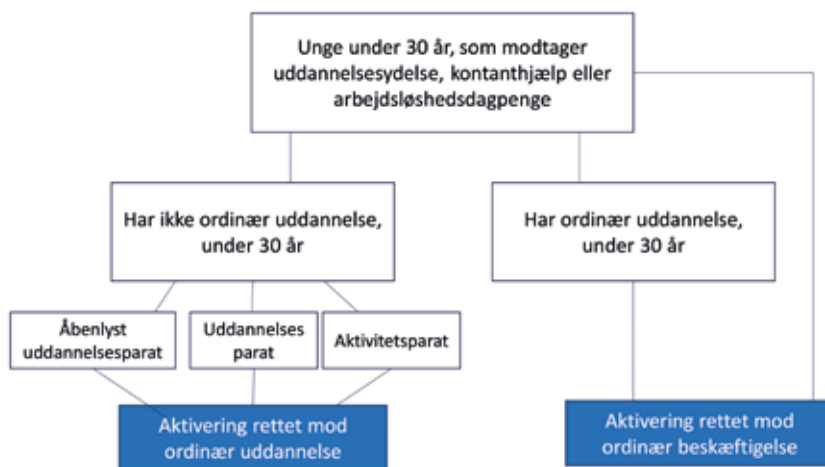 Unge under 30 år, som modtager
uddannelsesydelse, kontanthjælp eller
arbejdsløshedsdagpenge
Har ikke ordinær uddannelse,
under 30 år
Har ordinær uddannelse,
under 30 år
Åbenlyst
uddannelsesparat
Uddannelses
parat
Aktivitetsparat
Aktivering rettet mod
ordinær uddannelse
Aktivering rettet mod
ordinær beskæftigelse